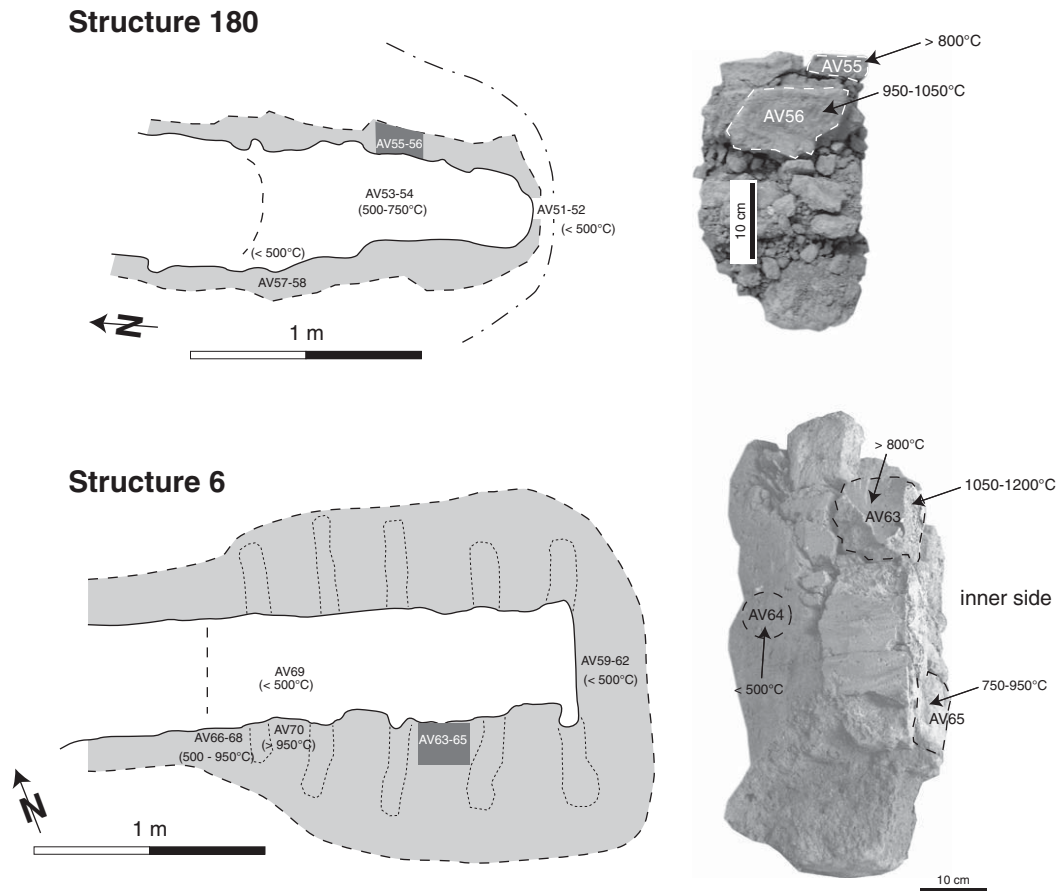 Structure 180
AV55-56
AV53-54
(500-750°C)
AV51-52
(< 500°C)
(< 500°C)
AV57-58
N
1 m
> 800°C
AV55
950-1050°C
AV56
10 cm
Structure 6
AV59-62
(< 500°C)
AV69
(< 500°C)
AV66-68
(500 - 950°C)
AV70
(> 950°C)
AV63-65
N
1 m
> 800°C
1050-1200°C
AV63
inner side
AV64
< 500°C
750-950°C
AV65
10 cm